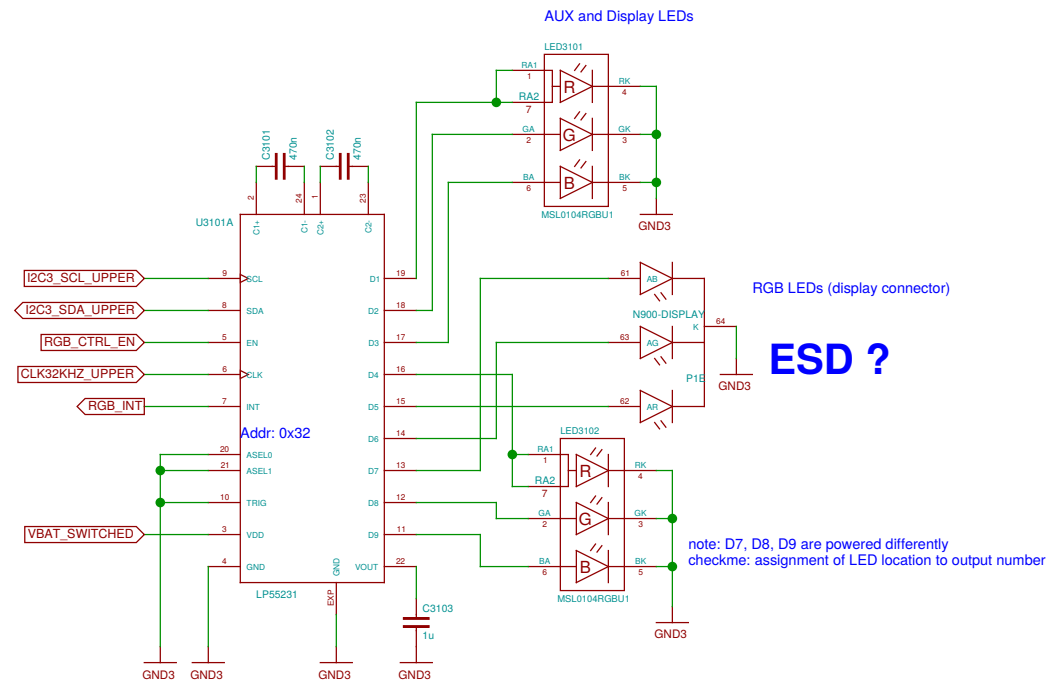 AUX and Display LEDs
LED3101
RA1
1
RA2
7
R
RK
4
GA
2
G
GK
3
BA
6
B
BK
5
MSL0104RGBU1
GND3
C3101
470n
C3102
470n
2
24
1
23
U3101A
C1+
C1-
C2+
C2-
I2C3_SCL_UPPER
9
SCL
D1
19
I2C3_SDA_UPPER
8
SDA
D2
18
RGB_CTRL_EN
5
EN
D3
17
CLK32KHZ_UPPER
6
CLK
D4
16
RGB_INT
7
INT
D5
15
Addr: 0x32
D6
14
20
ASEL0
21
ASEL1
D7
13
10
TRIG
D8
12
VBAT_SWITCHED
3
VDD
D9
11
4
GND
GND
VOUT
22
EXP
LP55231
C3103
1u
GND3
GND3
GND3
GND3
61
AB
RGB LEDs (display connector)
N900-DISPLAY
K
64
63
AG
ESD ?
P1E
GND3
62
AR
LED3102
RA1
1
RA2
7
R
RK
4
GA
2
G
GK
3
BA
6
B
BK
5
MSL0104RGBU1
GND3
note: D7, D8, D9 are powered differently
checkme: assignment of LED location to output number